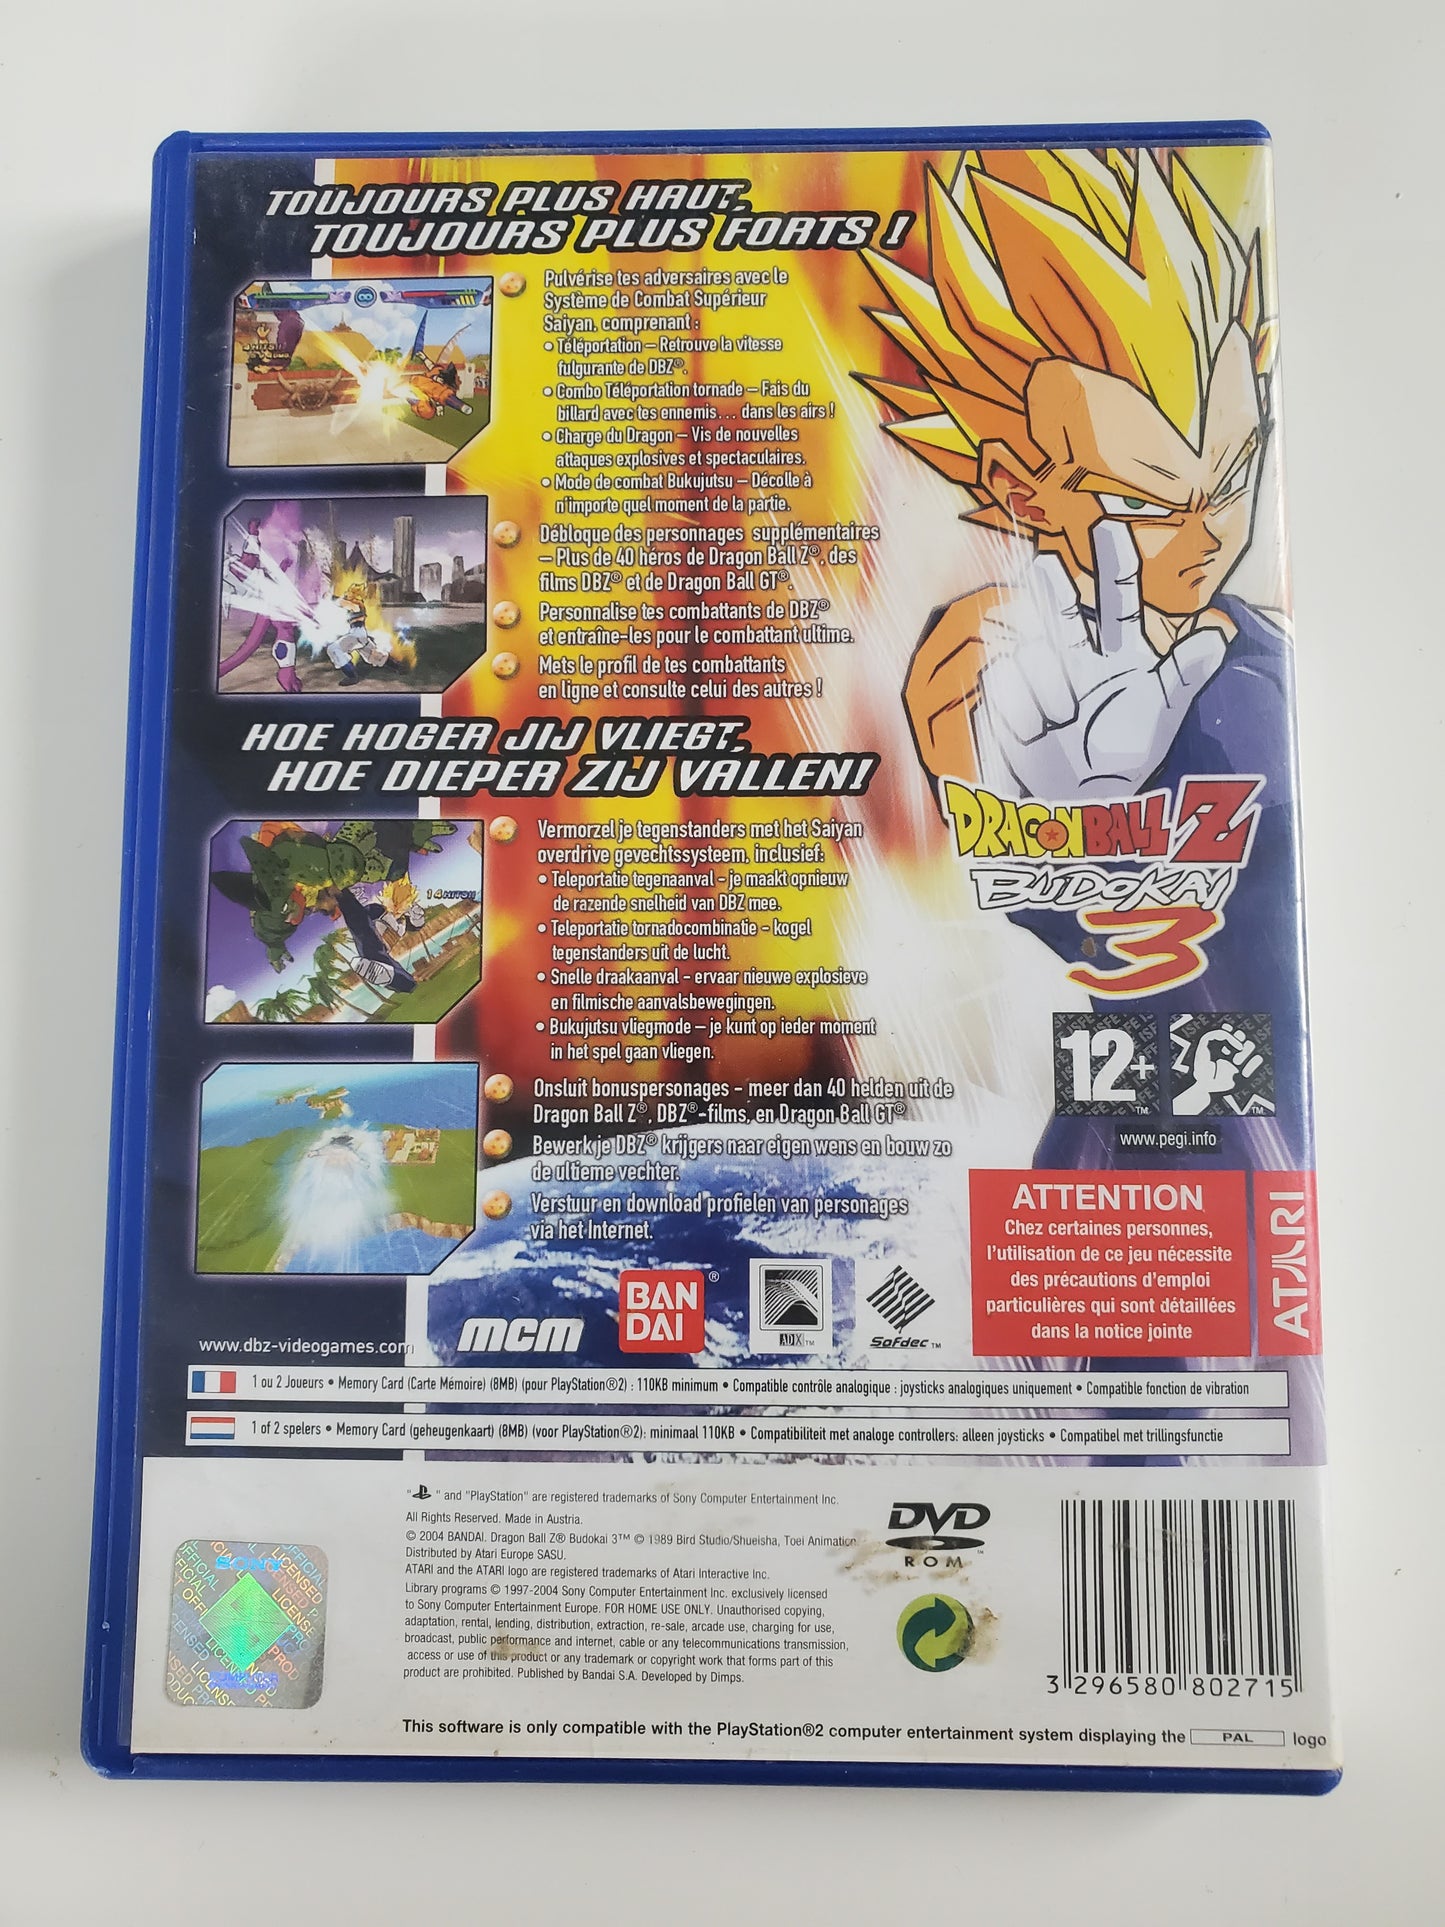 TOUJOURS PLUS HAUT,
TOUJOURS PLUS FORTS !
Pulvérise tes adversaires avec le
Système de Combat Supérieur
Saiyan, comprenant :
• Téléportation – Retrouve la vitesse
fulgurante de DBZ®.
• Combo Téléportation tornade – Fais du
billard avec tes ennemis... dans les airs !
• Charge du Dragon – Vis de nouvelles
attaques explosives et spectaculaires.
• Mode de combat Bukujutsu – Décolle à
n'importe quel moment de la partie.
Débloque des personnages supplémentaires
– Plus de 40 héros de Dragon Ball Z®, des
films DBZ® et de Dragon Ball GT®.
Personnalise tes combattants de DBZ®
et entraîne-les pour le combattant ultime.
Mets le profil de tes combattants
en ligne et consulte celui des autres !
HOE HOGER JIJ VLIEGT,
HOE DIEPER ZIJ VALLEN!
Vermorzel je tegenstanders met het Saiyan
overdrive gevechtssysteem, inclusief:
• Teleportatie tegenaanval - je maakt opnieuw
de razende snelheid van DBZ mee.
• Teleportatie tornadocombinatie - kogel
tegenstanders uit de lucht.
• Snelle draakaanval - ervaar nieuwe explosieve
en filmische aanvalsbewegingen.
• Bukujutsu vliegmode – je kunt op ieder moment
in het spel gaan vliegen.
Onsluit bonuspersonages - meer dan 40 helden uit de
Dragon Ball Z®, DBZ®-films, en Dragon Ball GT®
Bewerk je DBZ® krijgers naar eigen wens en bouw zo
de ultieme vechter.
Verstuur en download profielen van personages
via het Internet.
14 HITS!!
DRAGONBALL Z
BUDOKAI
3
12+ ™
™
www.pegi.info
ATTENTION
Chez certaines personnes,
l'utilisation de ce jeu nécessite
des précautions d'emploi
particulières qui sont détaillées
dans la notice jointe
ATARI
www.dbz-videogames.com
mcm
BAN
DAI
®
ADX™
Sofdec™
1 ou 2 Joueurs • Memory Card (Carte Mémoire) (8MB) (pour PlayStation®2) : 110KB minimum • Compatible contrôle analogique : joysticks analogiques uniquement • Compatible fonction de vibration
1 of 2 spelers • Memory Card (geheugenkaart) (8MB) (voor PlayStation®2): minimaal 110KB • Compatibiliteit met analoge controllers: alleen joysticks • Compatibel met trillingsfunctie
" " and "PlayStation" are registered trademarks of Sony Computer Entertainment Inc.
All Rights Reserved. Made in Austria.
© 2004 BANDAI. Dragon Ball Z® Budokai 3™ © 1989 Bird Studio/Shueisha, Toei Animation.
Distributed by Atari Europe SASU.
ATARI and the ATARI logo are registered trademarks of Atari Interactive Inc.
Library programs © 1997-2004 Sony Computer Entertainment Inc. exclusively licensed
to Sony Computer Entertainment Europe. FOR HOME USE ONLY. Unauthorised copying,
adaptation, rental, lending, distribution, extraction, re-sale, arcade use, charging for use,
broadcast, public performance and internet, cable or any telecommunications transmission,
access or use of this product or any trademark or copyright work that forms part of this
product are prohibited. Published by Bandai S.A. Developed by Dimps.
DVD
ROM
SONY
3 296580 802715
This software is only compatible with the PlayStation®2 computer entertainment system displaying the PAL logo